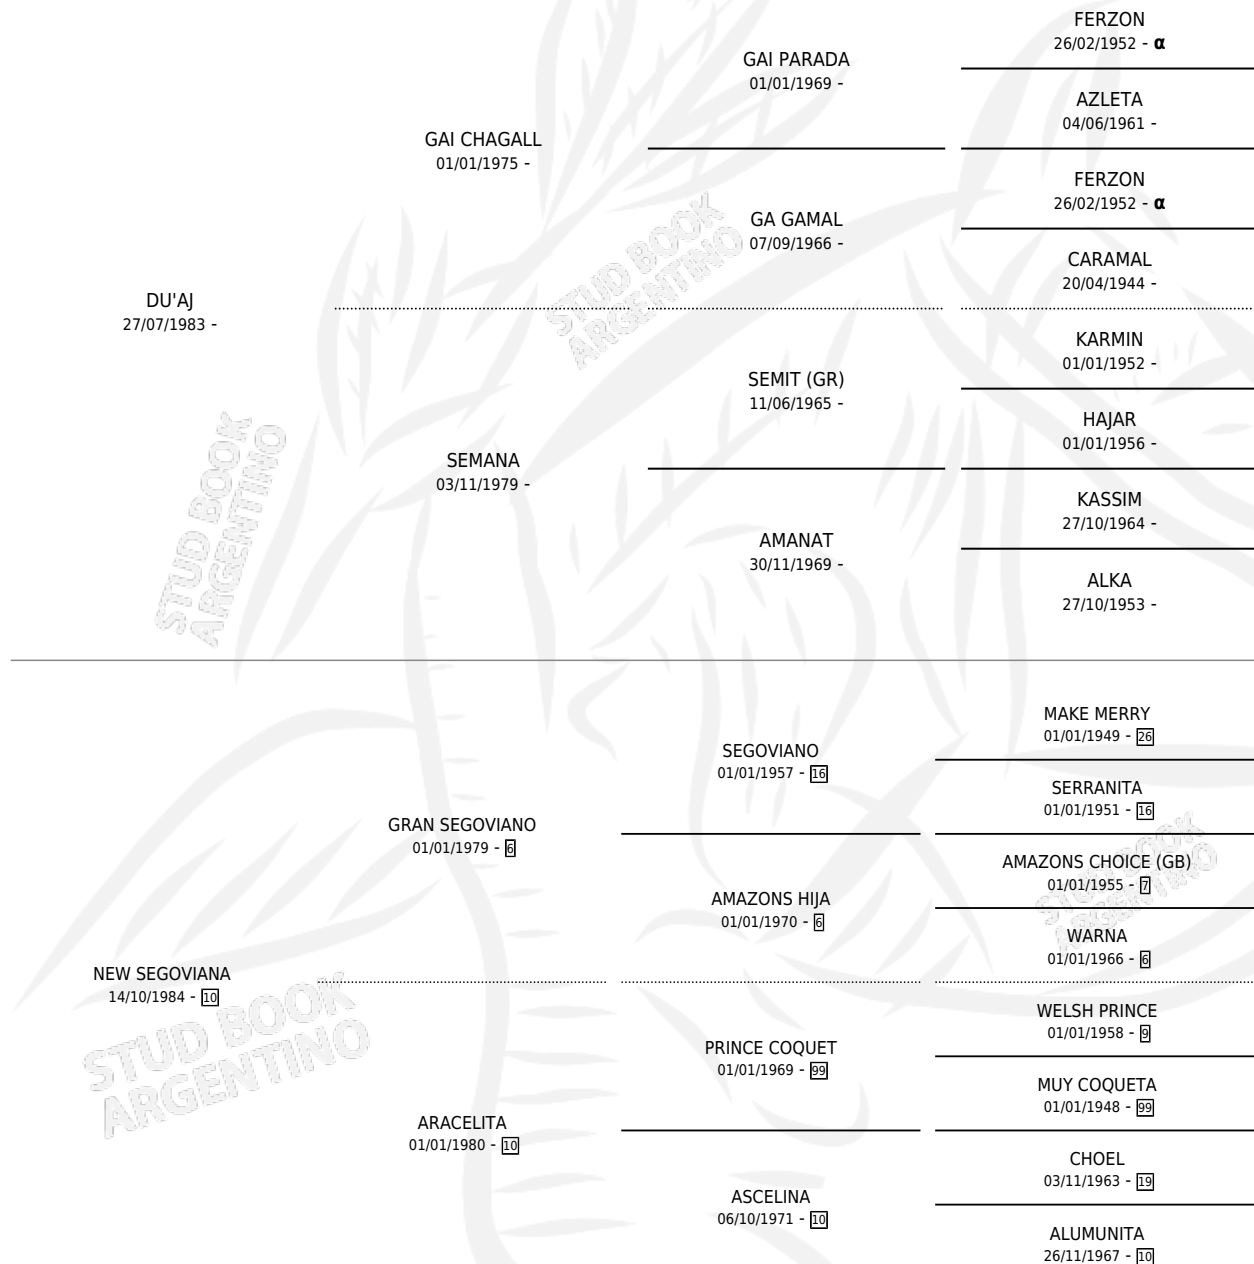 FERZON
26/02/1952 - α
GAI PARADA
01/01/1969 -
AZLETA
04/06/1961 -
GAI CHAGALL
01/01/1975 -
FERZON
26/02/1952 - α
GA GAMAL
07/09/1966 -
CARAMAL
20/04/1944 -
DU'AJ
27/07/1983 -
KARMIN
01/01/1952 -
SEMIT (GR)
11/06/1965 -
HAJAR
01/01/1956 -
SEMANA
03/11/1979 -
KASSIM
27/10/1964 -
AMANAT
30/11/1969 -
ALKA
27/10/1953 -
MAKE MERRY
01/01/1949 - 26
SEGOVIANO
01/01/1957 - 16
SERRANITA
01/01/1951 - 16
GRAN SEGOVIANO
01/01/1979 - 6
AMAZONS CHOICE (GB)
01/01/1955 - 7
AMAZONS HIJA
01/01/1970 - 6
WARNA
01/01/1966 - 6
NEW SEGOVIANA
14/10/1984 - 10
WELSH PRINCE
01/01/1958 - 9
PRINCE COQUET
01/01/1969 - 99
MUY COQUETA
01/01/1948 - 99
ARACELITA
01/01/1980 - 10
CHOEL
03/11/1963 - 19
ASCELINA
06/10/1971 - 10
ALUMUNITA
26/11/1967 - 10
STUD BOOK
ARGENTINO
STUD BOOK
ARGENTINO
STUD BOOK
ARGENTINO
STUD BOOK
ARGENTINO